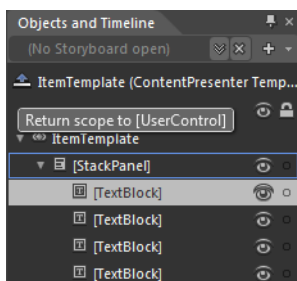 Objects and Timeline
(No Storyboard open)
ItemTemplate (ContentPresenter Temp...
Return scope to [UserControl]
ItemTemplate
[StackPanel]
[TextBlock]
[TextBlock]
[TextBlock]
[TextBlock]